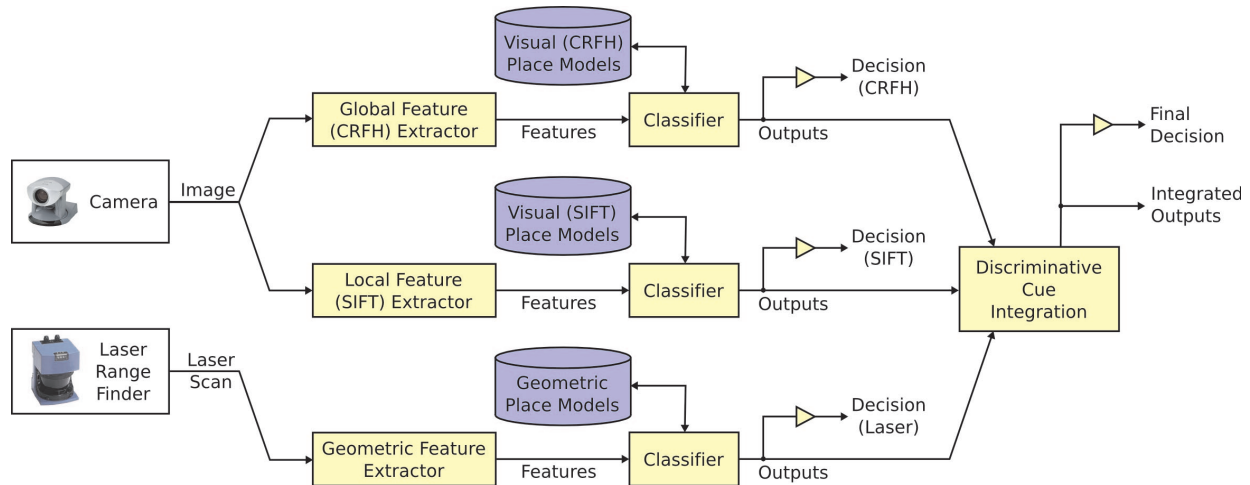 Visual (CRFH)
Place Models
Decision
(CRFH)
Global Feature
(CRFH) Extractor
Features
Classifier
Outputs
Final
Decision
Camera
Image
Integrated
Outputs
Visual (SIFT)
Place Models
Decision
(SIFT)
Local Feature
(SIFT) Extractor
Features
Classifier
Outputs
Discriminative
Cue
Integration
Laser
Range
Finder
Laser
Scan
Geometric
Place Models
Decision
(Laser)
Geometric Feature
Extractor
Features
Classifier
Outputs